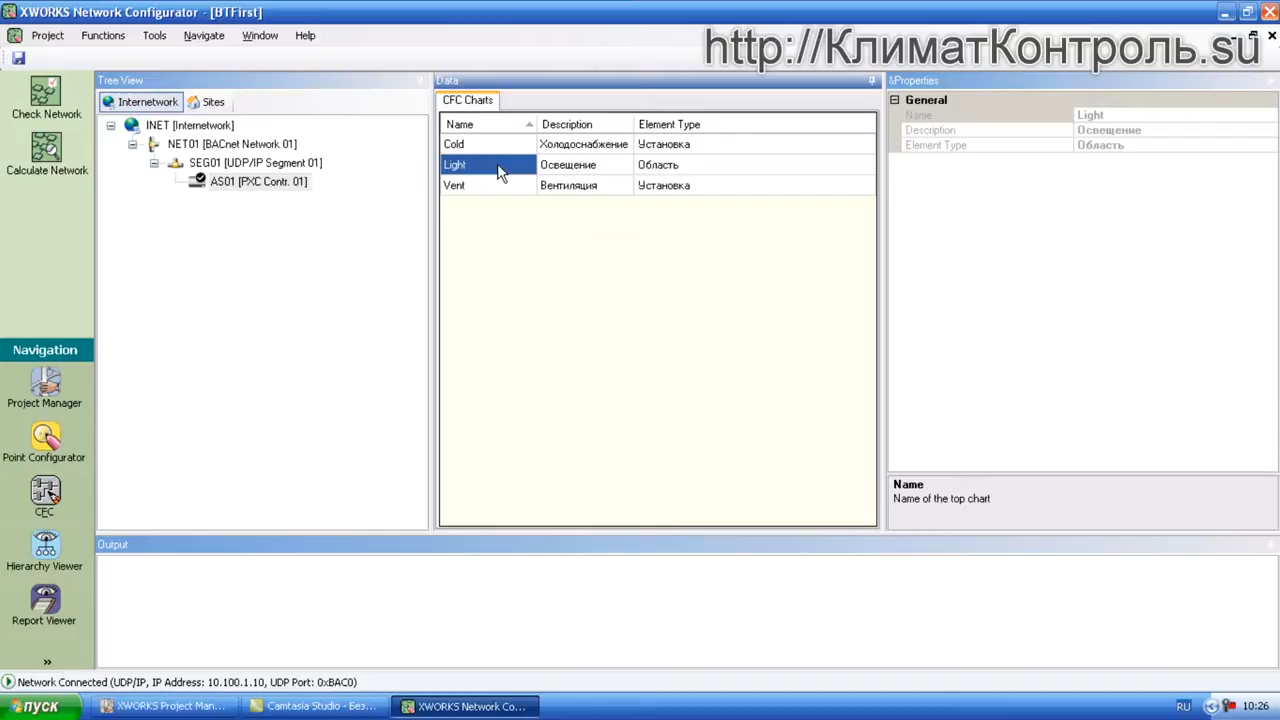 XWORKS Network Configurator - [BTFirst]
Project Functions Tools Navigate Window Help
http://КлиматКонтроль.su
Check Network
Calculate Network
Navigation
Project Manager
Point Configurator
CFC
Hierarchy Viewer
Report Viewer
»
Tree View
Internetwork Sites
INET [Internetwork]
NET01 [BACnet Network 01]
SEG01 [UDP/IP Segment 01]
AS01 [PXC Contr. 01]
Data
CFC Charts
Name Description Element Type
Cold Холодоснабжение Установка
Light Освещение Область
Vent Вентиляция Установка
&Properties
General
Name Light
Description Освещение
Element Type Область
Name
Name of the top chart
Output
Network Connected (UDP/IP, IP Address: 10.100.1.10, UDP Port: 0xBAC0)
пуск XWORKS Project Man... Camtasia Studio - Без... XWORKS Network Co... RU 10:26